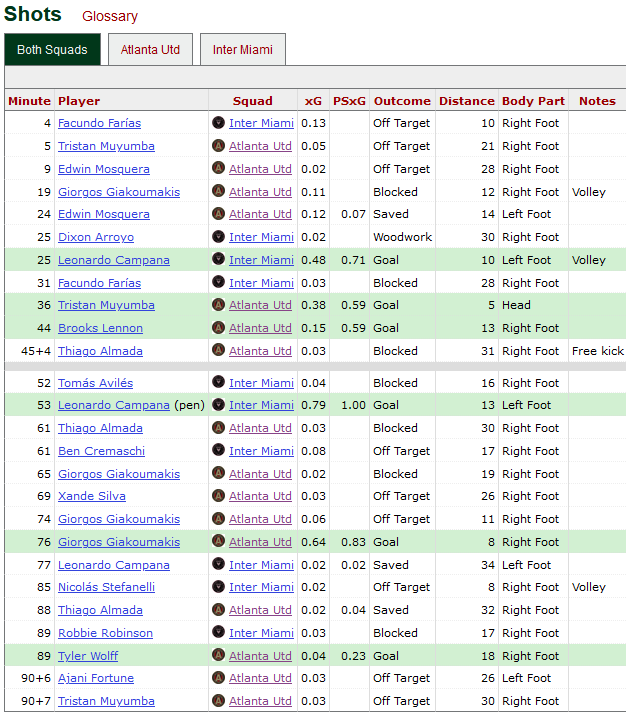 Shots Glossary
Both Squads Atlanta Utd Inter Miami
Minute Player Squad xG PSxG Outcome Distance Body Part Notes
4 Facundo Farías Inter Miami 0.13 Off Target 10 Right Foot
5 Tristan Muyumba Atlanta Utd 0.05 Off Target 21 Right Foot
9 Edwin Mosquera Atlanta Utd 0.02 Off Target 28 Right Foot
19 Giorgos Giakoumakis Atlanta Utd 0.11 Blocked 12 Right Foot Volley
24 Edwin Mosquera Atlanta Utd 0.12 0.07 Saved 14 Left Foot
25 Dixon Arroyo Inter Miami 0.02 Woodwork 30 Right Foot
25 Leonardo Campana Inter Miami 0.48 0.71 Goal 10 Left Foot Volley
31 Facundo Farías Inter Miami 0.03 Blocked 28 Right Foot
36 Tristan Muyumba Atlanta Utd 0.38 0.59 Goal 5 Head
44 Brooks Lennon Atlanta Utd 0.15 0.59 Goal 13 Right Foot
45+4 Thiago Almada Atlanta Utd 0.03 Blocked 31 Right Foot Free kick
52 Tomás Avilés Inter Miami 0.04 Blocked 16 Right Foot
53 Leonardo Campana (pen) Inter Miami 0.79 1.00 Goal 13 Left Foot
61 Thiago Almada Atlanta Utd 0.03 Blocked 30 Right Foot
61 Ben Cremaschi Inter Miami 0.08 Off Target 17 Right Foot
65 Giorgos Giakoumakis Atlanta Utd 0.02 Blocked 19 Right Foot
69 Xande Silva Atlanta Utd 0.03 Off Target 26 Right Foot
74 Giorgos Giakoumakis Atlanta Utd 0.06 Off Target 11 Right Foot
76 Giorgos Giakoumakis Atlanta Utd 0.64 0.83 Goal 8 Right Foot
77 Leonardo Campana Inter Miami 0.02 0.02 Saved 34 Left Foot
85 Nicolás Stefanelli Inter Miami 0.02 Off Target 8 Right Foot Volley
88 Thiago Almada Atlanta Utd 0.02 0.04 Saved 32 Right Foot
89 Robbie Robinson Inter Miami 0.03 Blocked 17 Right Foot
89 Tyler Wolff Atlanta Utd 0.04 0.23 Goal 18 Right Foot
90+6 Ajani Fortune Atlanta Utd 0.03 Off Target 26 Left Foot
90+7 Tristan Muyumba Atlanta Utd 0.03 Off Target 30 Right Foot